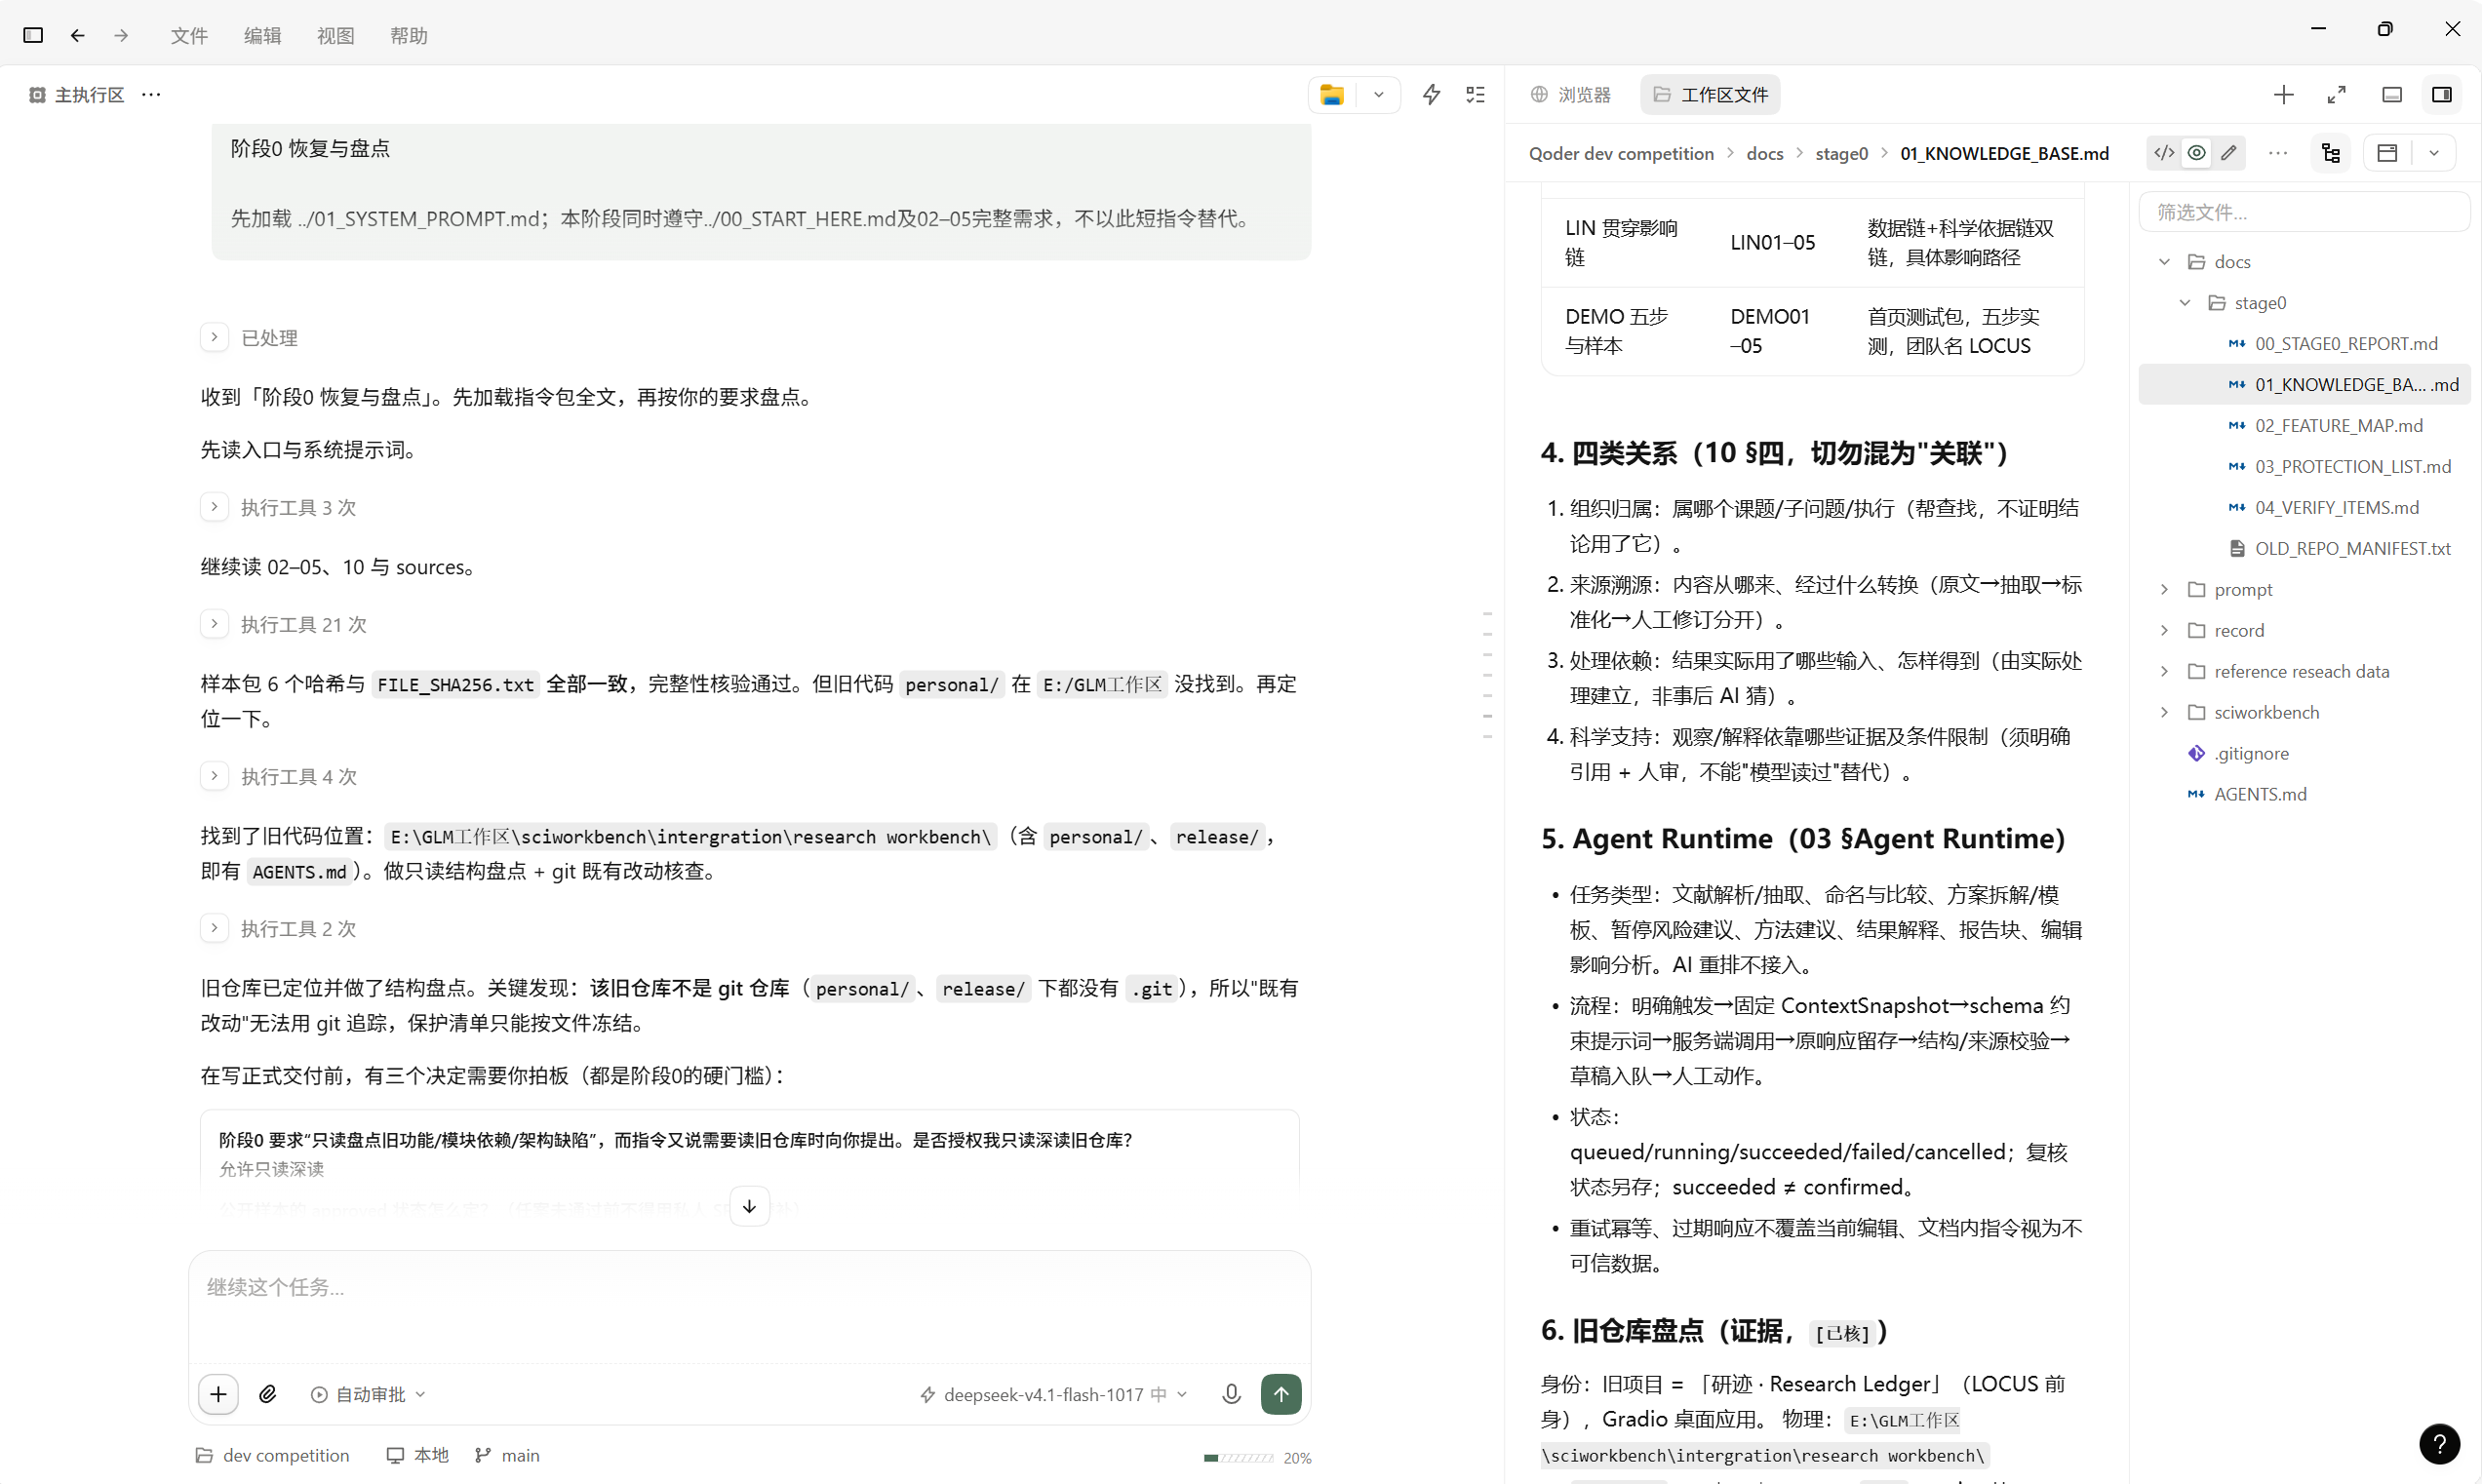 文件 编辑 视图 帮助
主执行区 ···
阶段0 恢复与盘点
先加载 ../01_SYSTEM_PROMPT.md；本阶段同时遵守../00_START_HERE.md及02–05完整需求，不以此短指令替代。
已处理
收到「阶段0 恢复与盘点」。先加载指令包全文，再按你的要求盘点。
先读入口与系统提示词。
执行工具 3 次
继续读 02–05、10 与 sources。
执行工具 21 次
样本包 6 个哈希与 FILE_SHA256.txt 全部一致，完整性核验通过。但旧代码 personal/ 在 E:/GLM工作区 没找到。再定
位一下。
执行工具 4 次
找到了旧代码位置：E:\GLM工作区\sciworkbench\intergration\research workbench\（含 personal/、release/，
即有 AGENTS.md）。做只读结构盘点 + git 既有改动核查。
执行工具 2 次
旧仓库已定位并做了结构盘点。关键发现：该旧仓库不是 git 仓库（personal/、release/ 下都没有 .git），所以"既有
改动"无法用 git 追踪，保护清单只能按文件冻结。
在写正式交付前，有三个决定需要你拍板（都是阶段0的硬门槛）：
阶段0 要求“只读盘点旧功能/模块依赖/架构缺陷”，而指令又说需要读旧仓库时向你提出。是否授权我只读深读旧仓库？
允许只读深读
继续这个任务...
自动审批
deepseek-v4.1-flash-1017 中
dev competition 本地 main
20%
浏览器 工作区文件
Qoder dev competition > docs > stage0 > 01_KNOWLEDGE_BASE.md
LIN 贯穿影响
链
LIN01–05
数据链+科学依据链双
链，具体影响路径
DEMO 五步
与样本
DEMO01
–05
首页测试包，五步实
测，团队名 LOCUS
4. 四类关系（10 §四，切勿混为"关联"）
1. 组织归属：属哪个课题/子问题/执行（帮查找，不证明结
论用了它）。
2. 来源溯源：内容从哪来、经过什么转换（原文→抽取→标
准化→人工修订分开）。
3. 处理依赖：结果实际用了哪些输入、怎样得到（由实际处
理建立，非事后 AI 猜）。
4. 科学支持：观察/解释依靠哪些证据及条件限制（须明确
引用 + 人审，不能"模型读过"替代）。
5. Agent Runtime（03 §Agent Runtime）
• 任务类型：文献解析/抽取、命名与比较、方案拆解/模
板、暂停风险建议、方法建议、结果解释、报告块、编辑
影响分析。AI 重排不接入。
• 流程：明确触发→固定 ContextSnapshot→schema 约
束提示词→服务端调用→原响应留存→结构/来源校验→
草稿入队→人工动作。
• 状态：
queued/running/succeeded/failed/cancelled；复核
状态另存；succeeded ≠ confirmed。
• 重试幂等、过期响应不覆盖当前编辑、文档内指令视为不
可信数据。
6. 旧仓库盘点（证据，[已核]）
身份：旧项目 = 「研迹 · Research Ledger」（LOCUS 前
身），Gradio 桌面应用。 物理：E:\GLM工作区
\sciworkbench\intergration\research workbench\
筛选文件...
docs
stage0
00_STAGE0_REPORT.md
01_KNOWLEDGE_BA... .md
02_FEATURE_MAP.md
03_PROTECTION_LIST.md
04_VERIFY_ITEMS.md
OLD_REPO_MANIFEST.txt
prompt
record
reference reseach data
sciworkbench
.gitignore
AGENTS.md
?